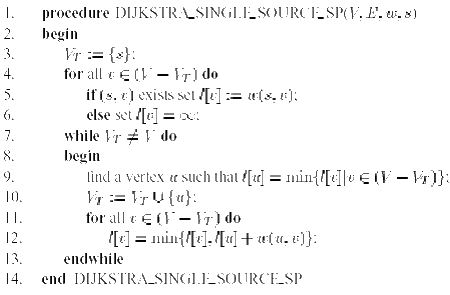 1. procedure DIJKSTRA_SINGLE_SOURCE_SP(V, E, w, s)
2. begin
3. V_T := {s};
4. for all v ∈ (V − V_T) do
5. if (s, v) exists set l[v] := w(s, v);
6. else set l[v] := ∞;
7. while V_T ≠ V do
8. begin
9. find a vertex u such that l[u] = min{l[v]|v ∈ (V − V_T)};
10. V_T := V_T ∪ {u};
11. for all v ∈ (V − V_T) do
12. l[v] = min{l[v], l[u] + w(u, v)};
13. endwhile
14. end DIJKSTRA_SINGLE_SOURCE_SP